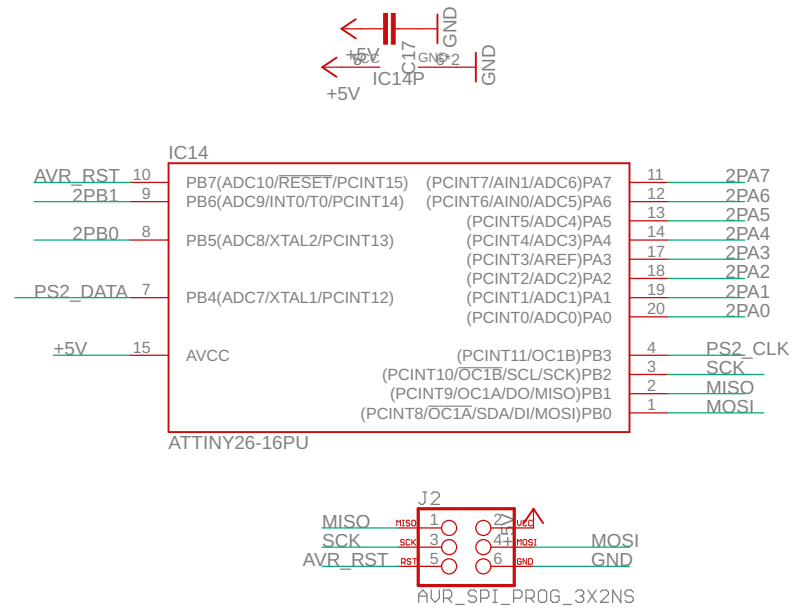 GND
+5V
C17
VCC
5
GND
6*2
GND
IC14P
+5V
IC14
AVR_RST 10 PB7(ADC10/RESET/PCINT15) (PCINT7/AIN1/ADC6)PA7 11 2PA7
2PB1 9 PB6(ADC9/INT0/T0/PCINT14) (PCINT6/AIN0/ADC5)PA6 12 2PA6
(PCINT5/ADC4)PA5 13 2PA5
2PB0 8 PB5(ADC8/XTAL2/PCINT13) (PCINT4/ADC3)PA4 14 2PA4
(PCINT3/AREF)PA3 17 2PA3
(PCINT2/ADC2)PA2 18 2PA2
PS2_DATA 7 PB4(ADC7/XTAL1/PCINT12) (PCINT1/ADC1)PA1 19 2PA1
(PCINT0/ADC0)PA0 20 2PA0
+5V 15 AVCC (PCINT11/OC1B)PB3 4 PS2_CLK
(PCINT10/OC1B/SCL/SCK)PB2 3 SCK
(PCINT9/OC1A/DO/MISO)PB1 2 MISO
(PCINT8/OC1A/SDA/DI/MOSI)PB0 1 MOSI
ATTINY26-16PU
J2
MISO MISO 1 2 VCC +5V
SCK SCK 3 4 MOSI MOSI
AVR_RST RST 5 6 GND GND
AVR_SPI_PROG_3X2NS